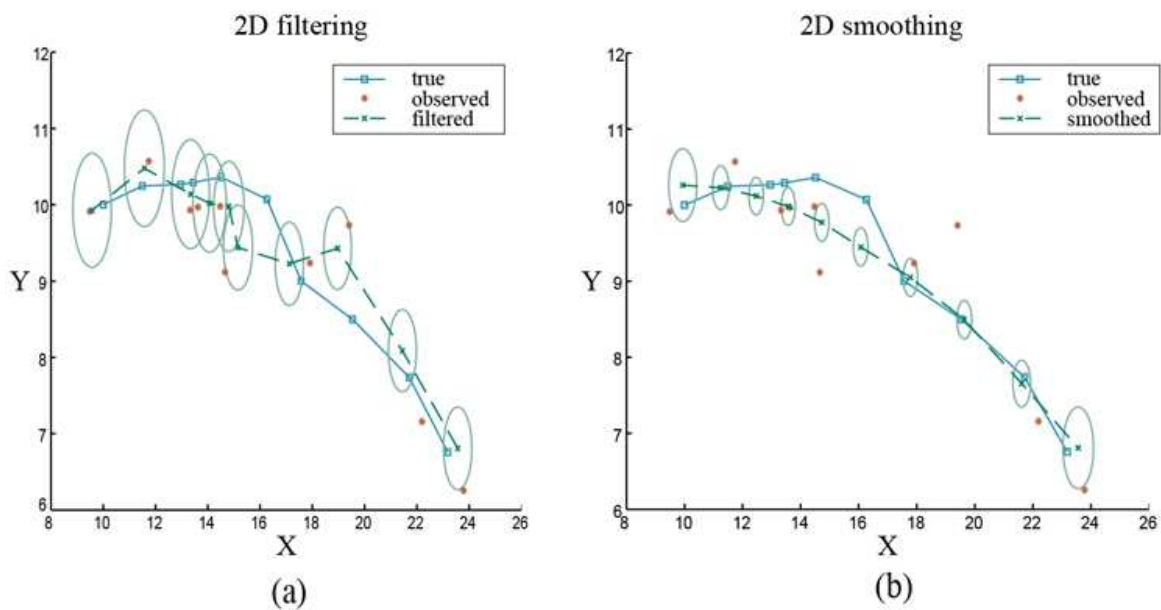 2D filtering
12
11
10
9
8
7
6
Y
true
observed
filtered
8 10 12 14 16 18 20 22 24 26
X
(a)
2D smoothing
12
11
10
9
8
7
6
Y
true
observed
smoothed
8 10 12 14 16 18 20 22 24 26
X
(b)